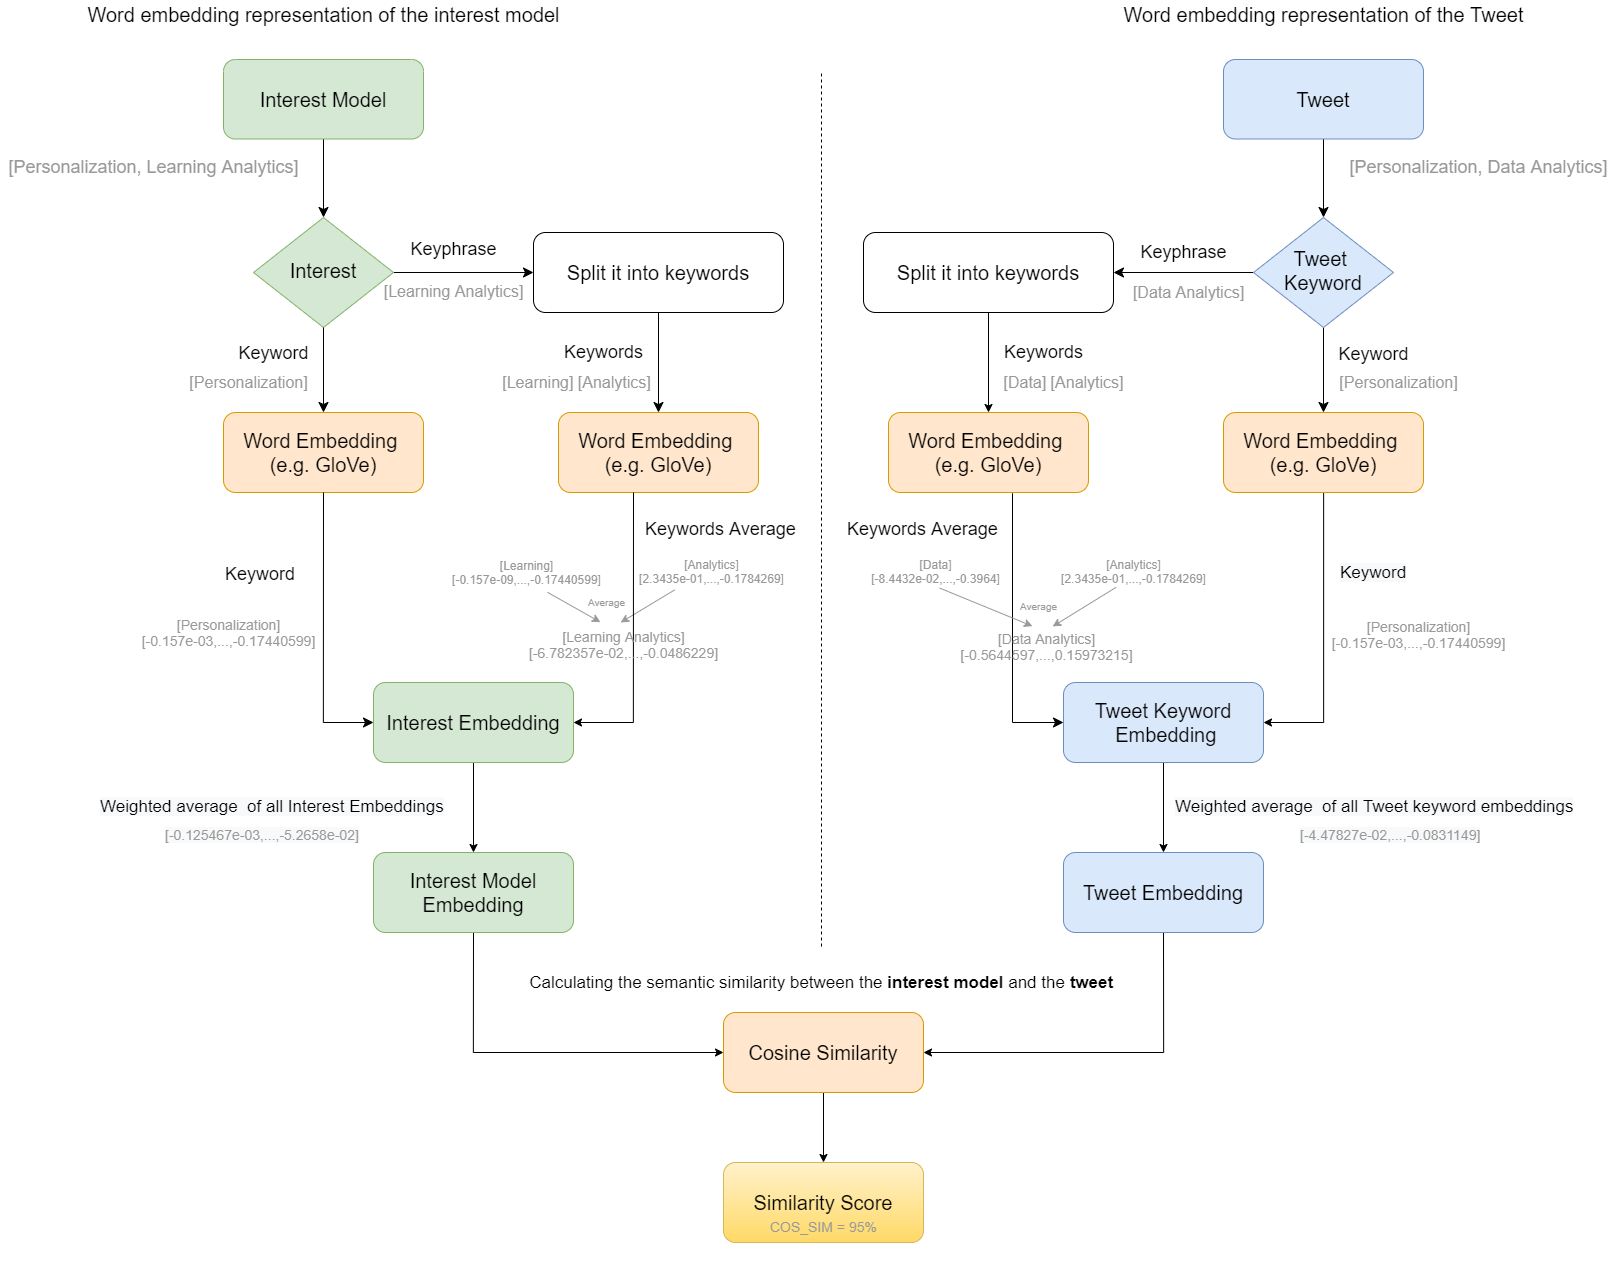 Word embedding representation of the interest model
Word embedding representation of the Tweet
Interest Model
Tweet
[Personalization, Learning Analytics]
[Personalization, Data Analytics]
Interest
Keyphrase
[Learning Analytics]
Split it into keywords
Split it into keywords
Keyphrase
[Data Analytics]
Tweet
Keyword
Keyword
[Personalization]
Keywords
[Learning] [Analytics]
Keywords
[Data] [Analytics]
Keyword
[Personalization]
Word Embedding
(e.g. GloVe)
Word Embedding
(e.g. GloVe)
Word Embedding
(e.g. GloVe)
Word Embedding
(e.g. GloVe)
Keywords Average
Keywords Average
Keyword
[Learning]
[-0.157e-09,...,-0.17440599]
[Analytics]
[2.3435e-01,...,-0.1784269]
Average
[Learning Analytics]
[-6.782357e-02,...,-0.0486229]
[Data]
[-8.4432e-02,...,-0.3964]
[Analytics]
[2.3435e-01,...,-0.1784269]
Average
[Data Analytics]
[-0.5644597,...,0.15973215]
Keyword
[Personalization]
[-0.157e-03,...,-0.17440599]
[Personalization]
[-0.157e-03,...,-0.17440599]
Interest Embedding
Tweet Keyword
Embedding
Weighted average  of all Interest Embeddings
[-0.125467e-03,...,-5.2658e-02]
Weighted average  of all Tweet keyword embeddings
[-4.47827e-02,...,-0.0831149]
Interest Model
Embedding
Tweet Embedding
Calculating the semantic similarity between the interest model and the tweet
Cosine Similarity
Similarity Score
COS_SIM = 95%